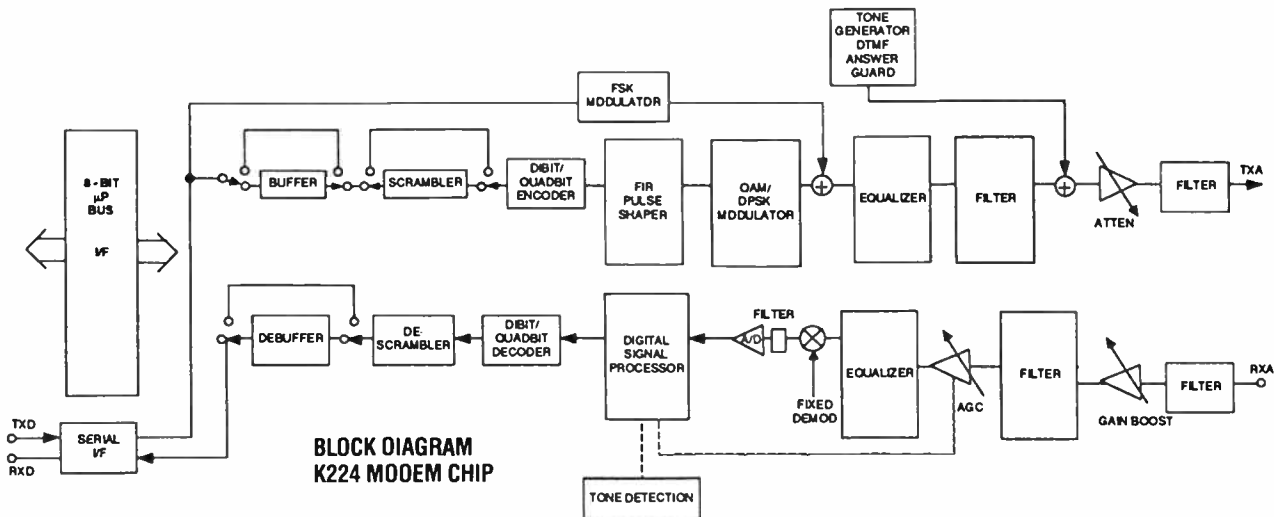 TONE
GENERATOR
DTMF
ANSWER
GUARD
FSK
MODULATOR
8-BIT
µP
BUS
I/F
BUFFER
SCRAMBLER
DIBIT/
QUADBIT
ENCODER
FIR
PULSE
SHAPER
QAM/
DPSK
MODULATOR
EQUALIZER
FILTER
ATTEN
FILTER
TXA
DEBUFFER
DE-
SCRAMBLER
DIBIT/
QUADBIT
DECODER
DIGITAL
SIGNAL
PROCESSOR
FILTER
A/D
FIXED
DEMOD
EQUALIZER
AGC
FILTER
GAIN BOOST
FILTER
RXA
TXD
RXD
SERIAL
I/F
BLOCK DIAGRAM
K224 MODEM CHIP
TONE DETECTION